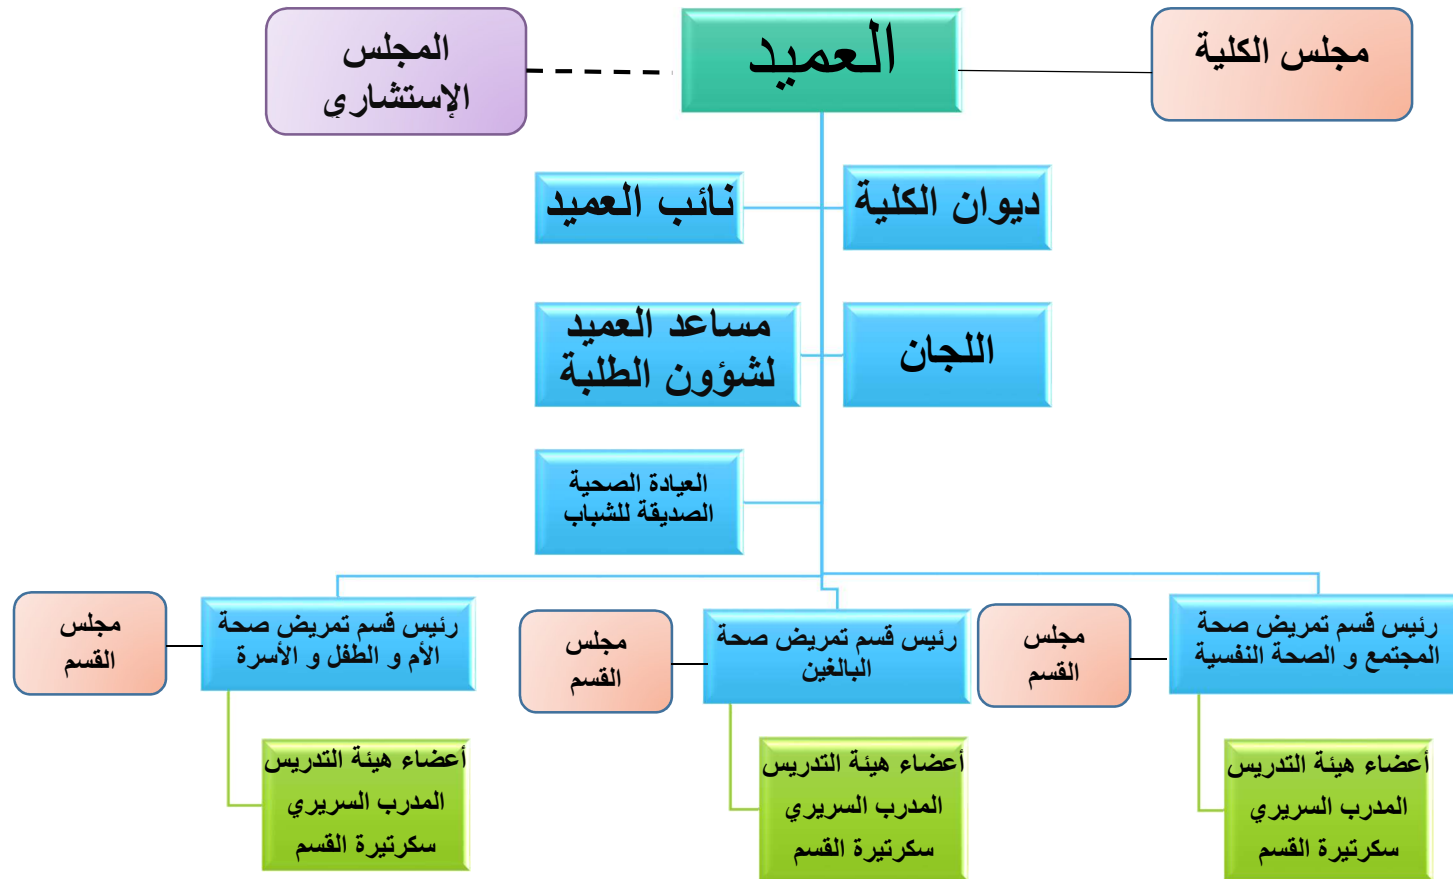 مجلس الكلية
العميد
المجلس
الإستشاري
ديوان الكلية
نائب العميد
اللجان
مساعد العميد
لشؤون الطلبة
العيادة الصحية
الصديقة للشباب
رئيس قسم تمريض صحة
المجتمع و الصحة النفسية
مجلس
القسم
رئيس قسم تمريض صحة
البالغين
مجلس
القسم
رئيس قسم تمريض صحة
الأم و الطفل و الأسرة
مجلس
القسم
أعضاء هيئة التدريس
المدرب السريري
سكرتيرة القسم
أعضاء هيئة التدريس
المدرب السريري
سكرتيرة القسم
أعضاء هيئة التدريس
المدرب السريري
سكرتيرة القسم